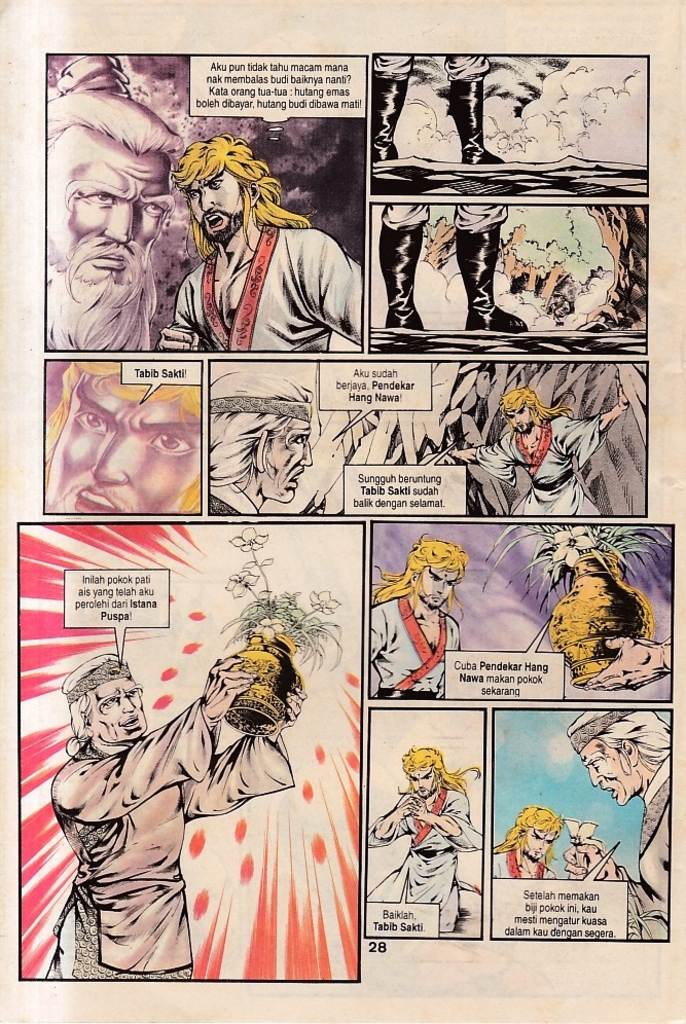 Aku pun tidak tahu macam mana
nak membalas budi baiknya nanti?
Kata orang tua-tua : hutang emas
boleh dibayar, hutang budi dibawa mati!
Tabib Sakti!
Aku sudah
berjaya, Pendekar
Hang Nawa!
Sungguh beruntung
Tabib Sakti sudah
balik dengan selamat.
Inilah pokok pati
ais yang telah aku
perolehi dari Istana
Puspa!
Cuba Pendekar Hang
Nawa makan pokok
sekarang
Baiklah,
Tabib Sakti.
Setelah memakan
biji pokok ini, kau
mesti mengatur kuasa
dalam kau dengan segera.
28